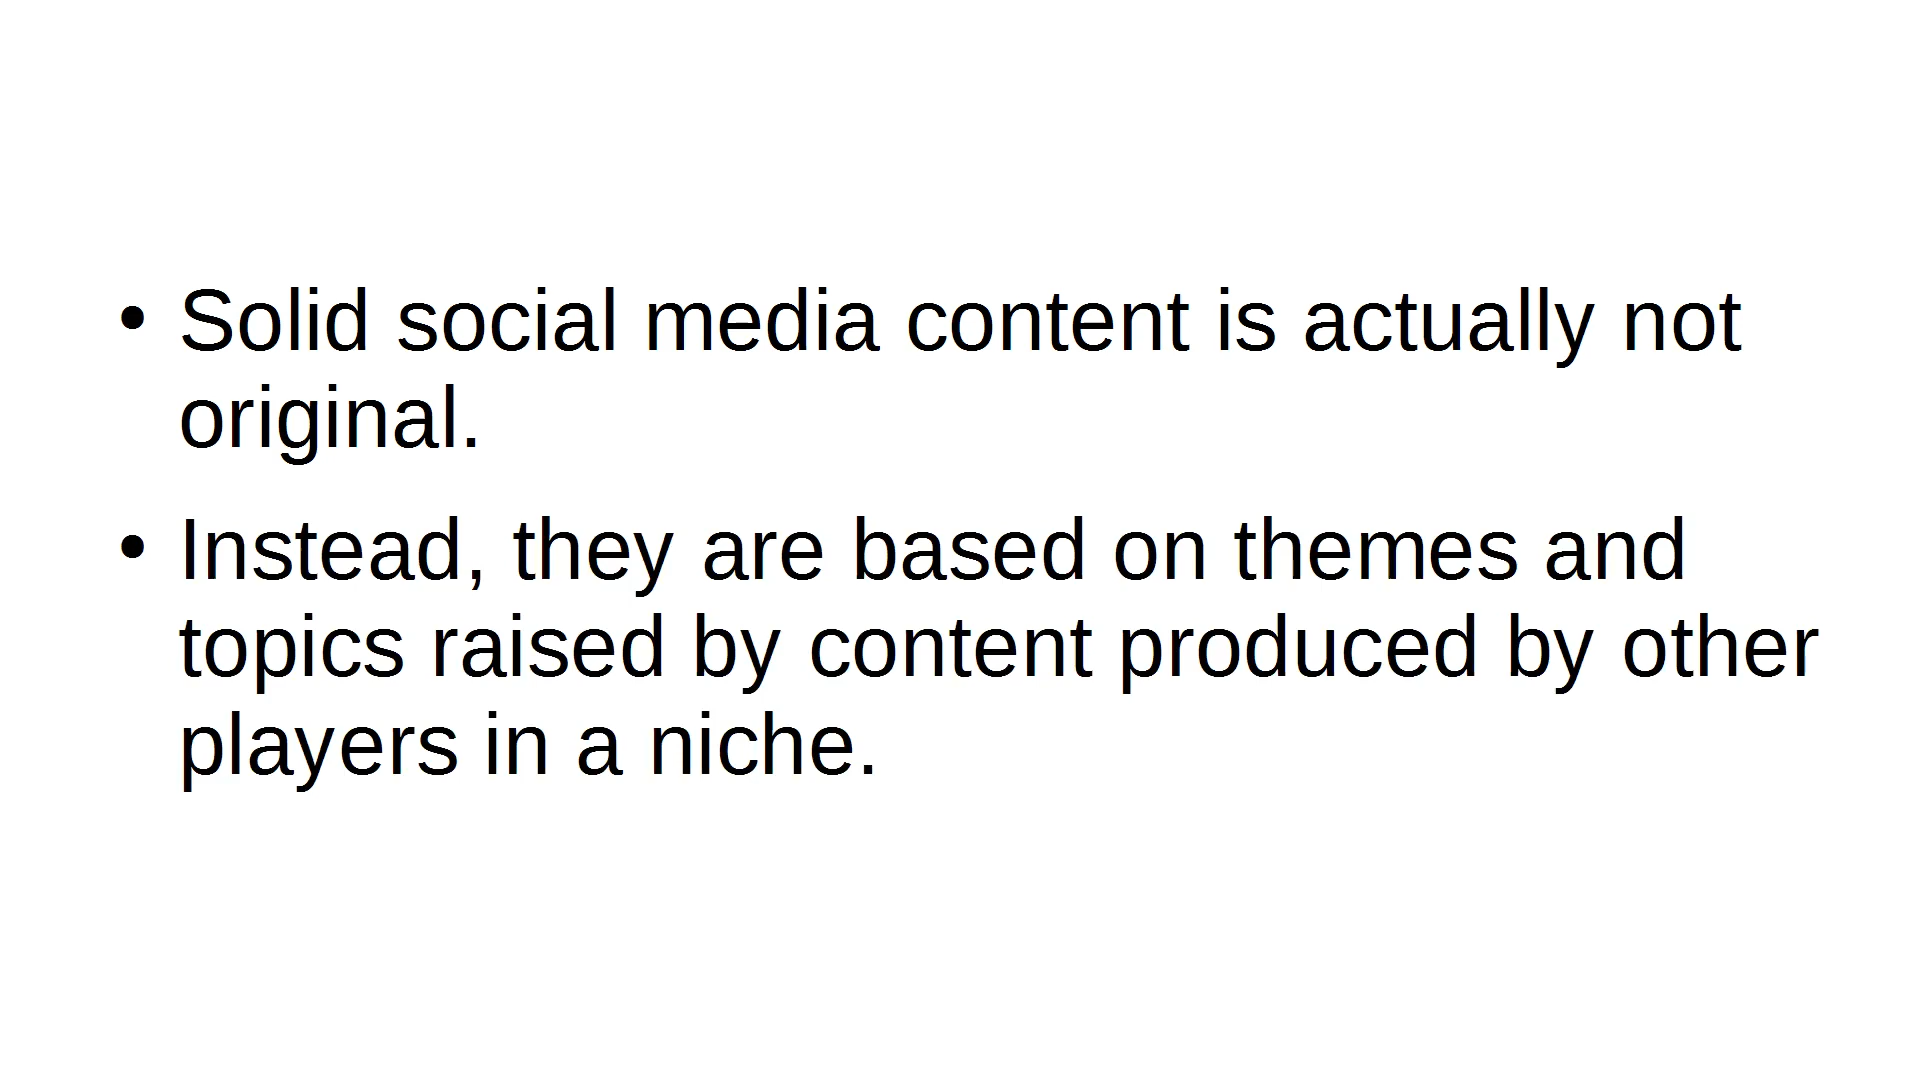 • Solid social media content is actually not
original.
• Instead, they are based on themes and
topics raised by content produced by other
players in a niche.